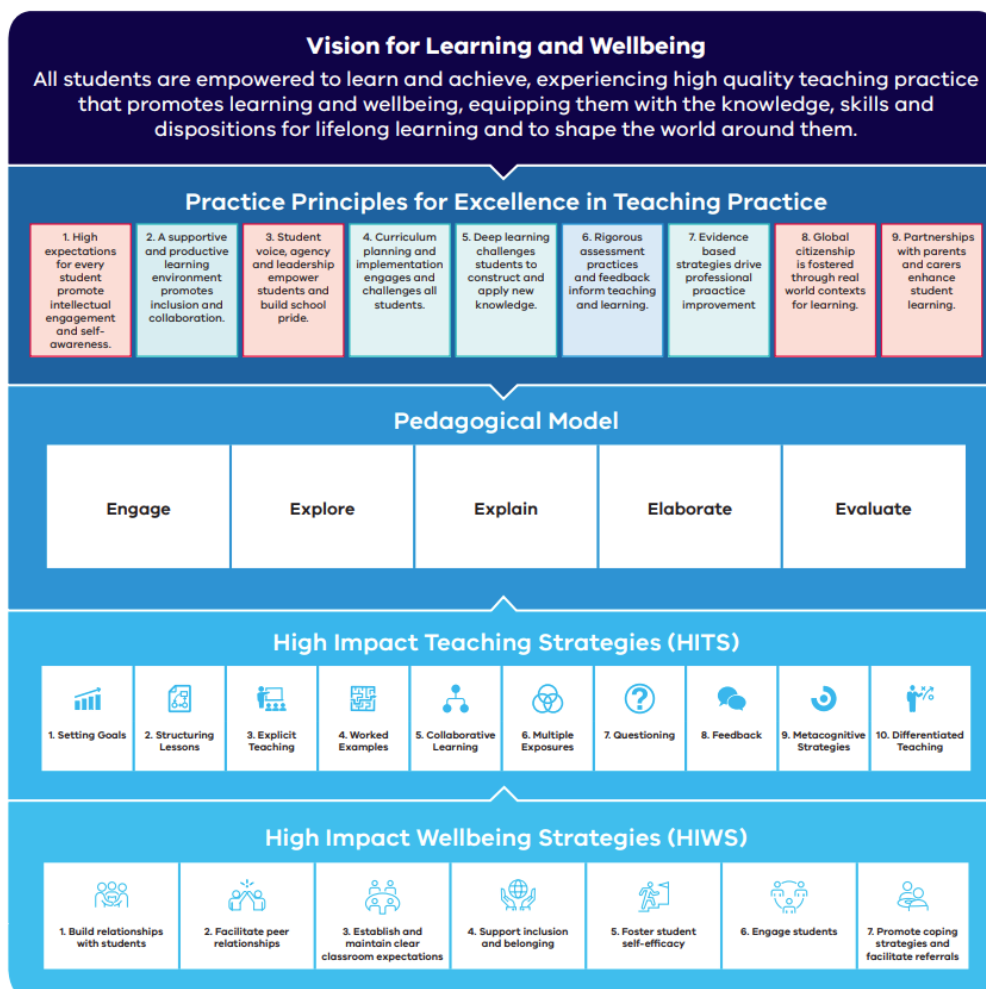 Vision for Learning and Wellbeing
All students are empowered to learn and achieve, experiencing high quality teaching practice
that promotes learning and wellbeing, equipping them with the knowledge, skills and
dispositions for lifelong learning and to shape the world around them.
Practice Principles for Excellence in Teaching Practice
1. High
expectations
for every
student
promote
intellectual
engagement
and self-
awareness.
2. A supportive
and productive
learning
environment
promotes
inclusion and
collaboration.
3. Student
voice, agency
and leadership
empower
students and
build school
pride.
4. Curriculum
planning and
implementation
engages and
challenges all
students.
5. Deep learning
challenges
students to
construct and
apply new
knowledge.
6. Rigorous
assessment
practices
and feedback
inform teaching
and learning.
7. Evidence
based
strategies drive
professional
praactice
improvement
8. Global
citizenship
is fostered
through real
world contexts
for learning.
9. Partnerships
with parents
and carers
enhance
student
learning.
Pedagogical Model
Engage
Explore
Explain
Elaborate
Evaluate
High Impact Teaching Strategies (HITS)
1. Setting Goals
2. Structuring
Lessons
3. Explicit
Teaching
4. Worked
Examples
5. Collaborative
Learning
6. Multiple
Exposures
7. Questioning
8. Feedback
9. Metacognitive
Strategies
10. Differentiated
Teaching
High Impact Wellbeing Strategies (HIWS)
1. Build relationships
with students
2. Facilitate peer
relationships
3. Establish and
maintain clear
classroom expectations
4. Support inclusion
and belonging
5. Foster student
self-efficacy
6. Engage students
7. Promote coping
strategies and
facilitate referrals